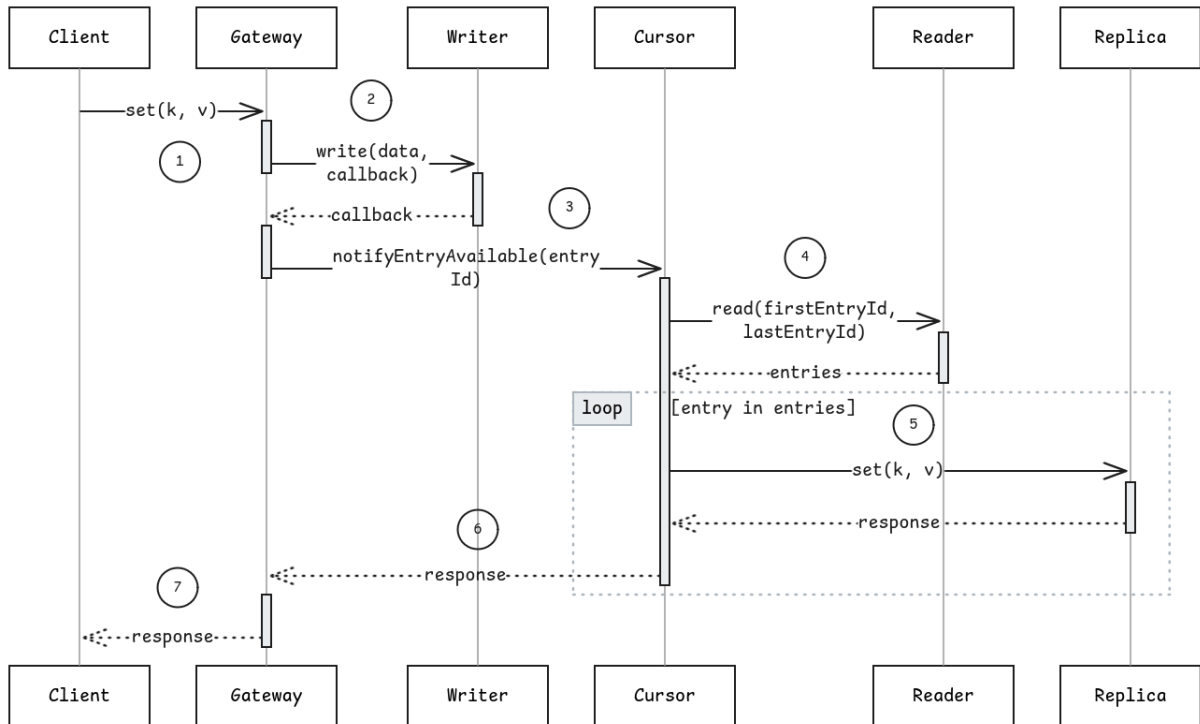 Client
Gateway
Writer
Cursor
Reader
Replica
2
set(k, v)
1
write(data,
callback)
3
callback
notifyEntryAvailable(entry
Id)
4
read(firstEntryId,
lastEntryId)
entries
loop
[entry in entries]
5
set(k, v)
response
6
response
7
response
Client
Gateway
Writer
Cursor
Reader
Replica